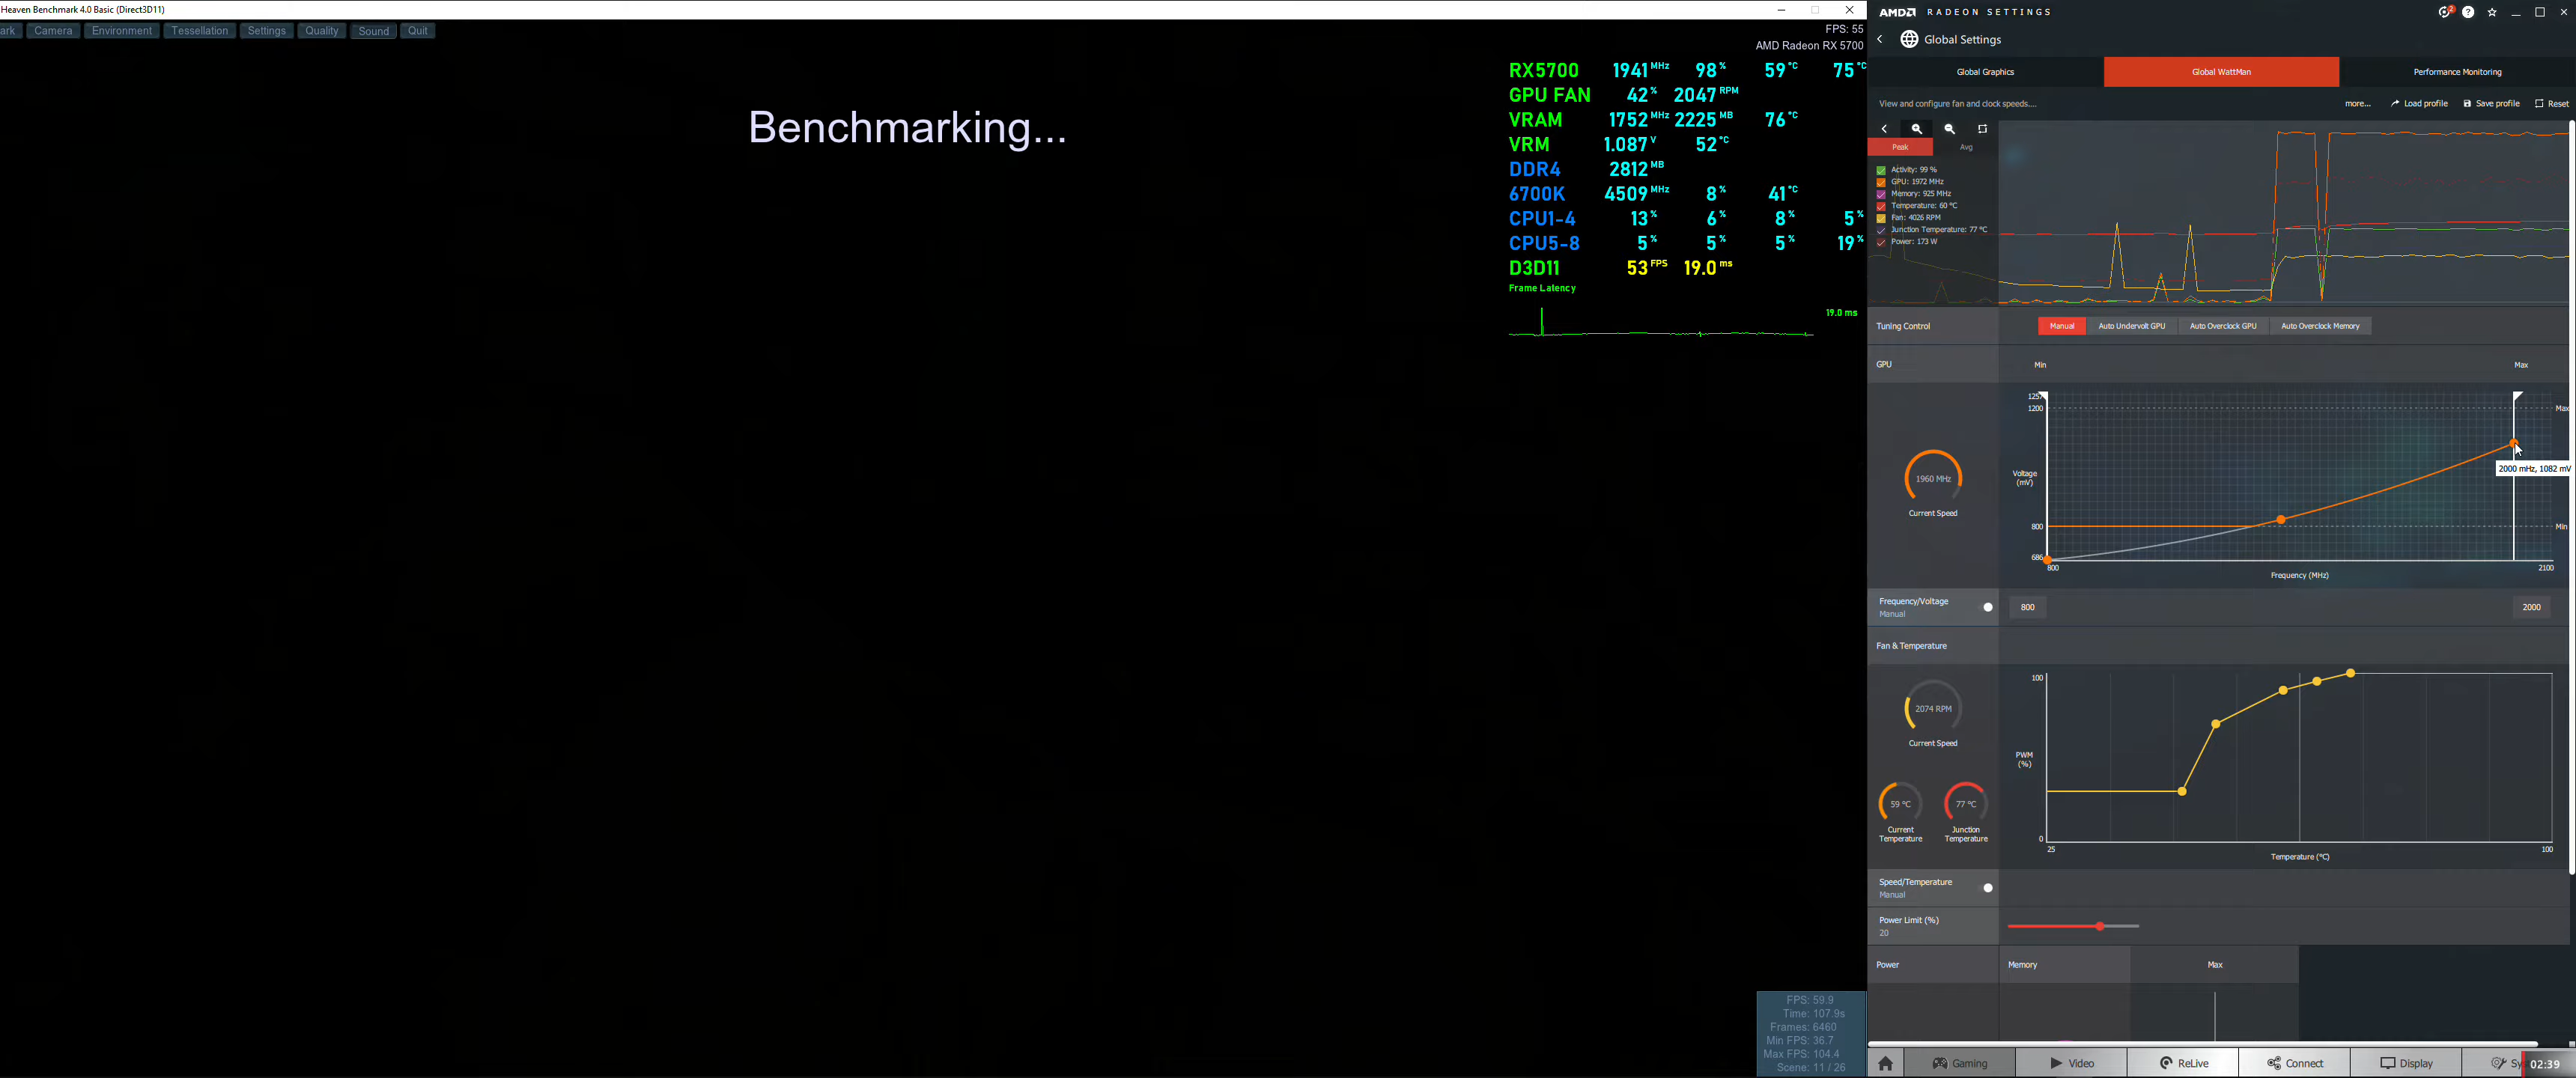 Heaven Benchmark 4.0 Basic (Direct3D11)
ark Camera Environment Tessellation Settings Quality Sound Quit
FPS: 55
AMD Radeon RX 5700
Benchmarking...
RX5700 1941 MHz 98 % 59 °C 75 °C
GPU FAN 42 % 2047 RPM
VRAM 1752 MHz 2225 MB 76 °C
VRM 1.087 V 52 °C
DDR4 2812 MB
6700K 4509 MHz 8 % 41 °C
CPU1-4 13 % 6 % 8 % 5 %
CPU5-8 5 % 5 % 5 % 19 %
D3D11 53 FPS 19.0 ms
Frame Latency
19.0 ms
FPS: 59.9
Time: 107.9s
Frames: 6460
Min FPS: 36.7
Max FPS: 104.4
Scene: 11 / 26
AMD RADEON SETTINGS
2 ?
Global Settings
Global Graphics Global WattMan Performance Monitoring
View and configure fan and clock speeds....
more... Load profile Save profile Reset
Peak Avg
Activity: 99 %
GPU: 1972 MHz
Memory: 925 MHz
Temperature: 60 °C
Fan: 4026 RPM
Junction Temperature: 77 °C
Power: 173 W
Tuning Control Manual Auto Undervolt GPU Auto Overclock GPU Auto Overclock Memory
GPU Min Max
1257
1200 Max
2000 mHz, 1082 mV
Voltage
(mV)
1960 MHz
Current Speed
800 Min
686
800 2100
Frequency (MHz)
Frequency/Voltage
Manual
800 2000
Fan & Temperature
100
2074 RPM
Current Speed
PWM
(%)
59 °C 77 °C
Current
Temperature
Junction
Temperature
0
25 100
Temperature (°C)
Speed/Temperature
Manual
Power Limit (%)
20
Power Memory Max
Gaming Video ReLive Connect Display Sy
02:39